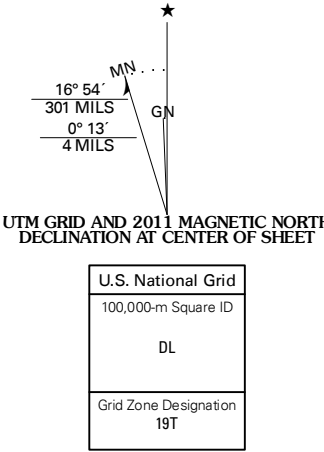 ★
MN
16° 54´
301 MILS
GN
0° 13´
4 MILS
UTM GRID AND 2011 MAGNETIC NORTH
DECLINATION AT CENTER OF SHEET
U.S. National Grid
100,000-m Square ID
DL
Grid Zone Designation
19T